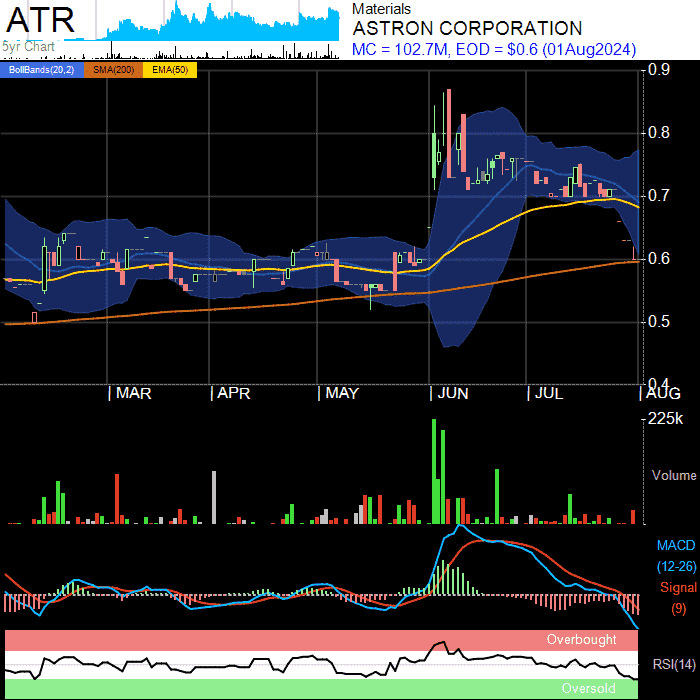 ATR
5yr Chart
Materials
ASTRON CORPORATION
MC = 102.7M, EOD = $0.6 (01Aug2024)
BollBands(20,2) SMA(200) EMA(50)
0.9
0.8
0.7
0.6
0.5
0.4
MAR APR MAY JUN JUL AUG
225k
Volume
MACD
(12-26)
Signal
(9)
Overbought
RSI(14)
Oversold